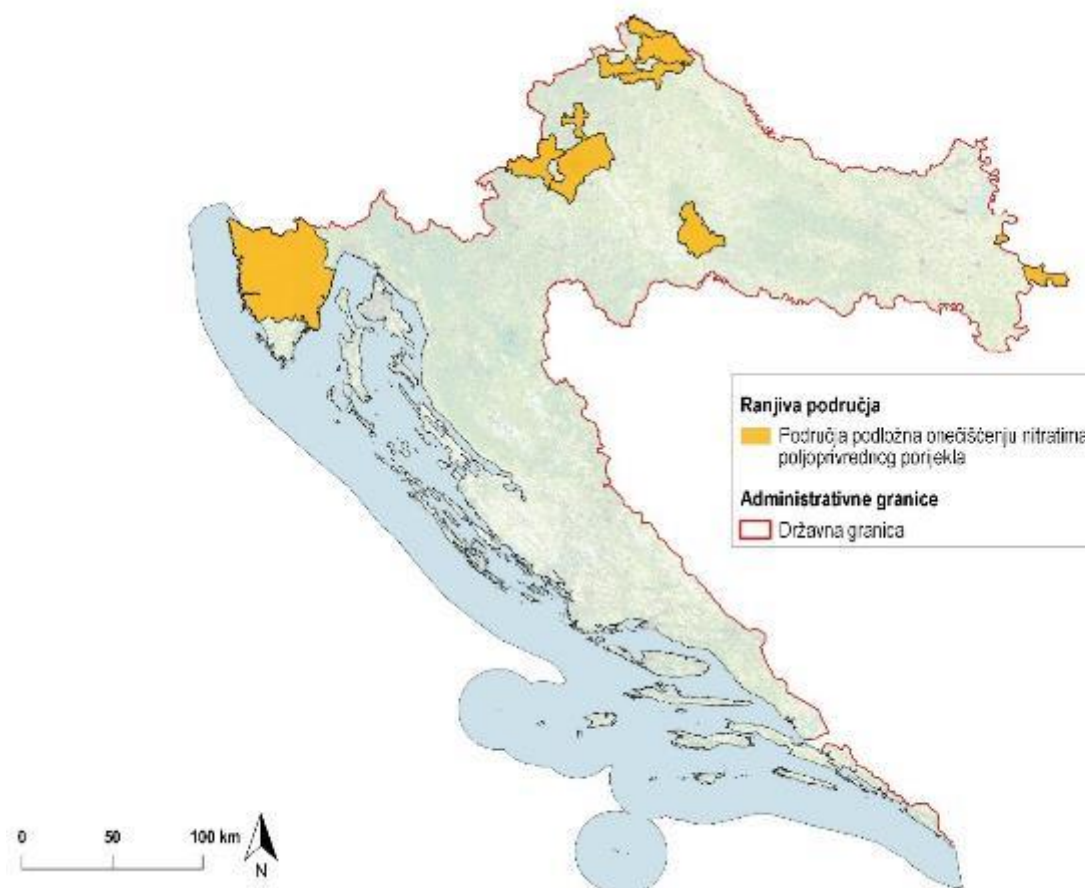 Ranjiva područja
Područja podložna onečišćenju nitratima
poljoprivrednog porijekla
Administrativne granice
Državna granica
0 50 100 km
N